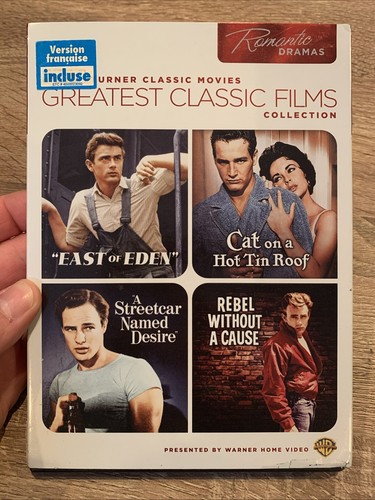 Version
française
incluse
Romantic
DRAMAS
TURNER CLASSIC MOVIES
GREATEST CLASSIC FILMS
COLLECTION
"EAST OF EDEN"
Cat on a
Hot Tin Roof
"A
Streetcar
Named
Desire"
REBEL
WITHOUT
A CAUSE
PRESENTED BY WARNER HOME VIDEO